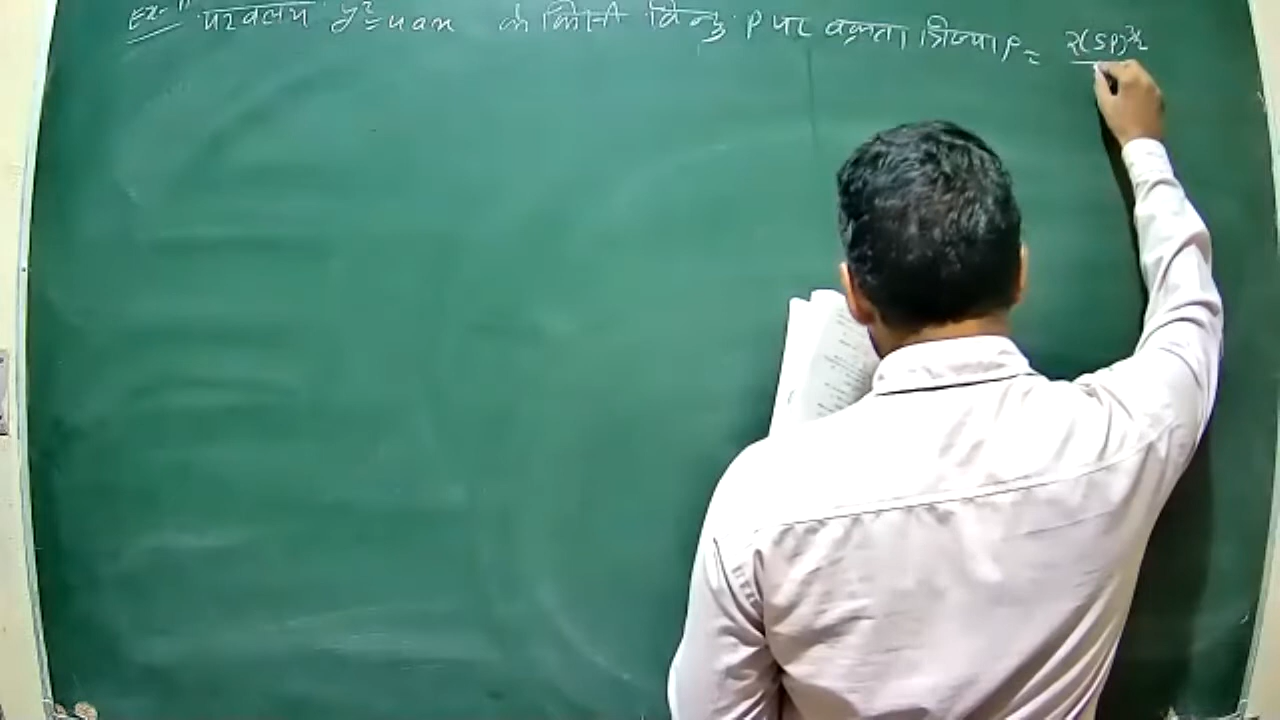 Ex-11 परवलय y²=4ax के किसी बिन्दु P पर वक्रता त्रिज्या ρ = 2(SP)^{3/2}